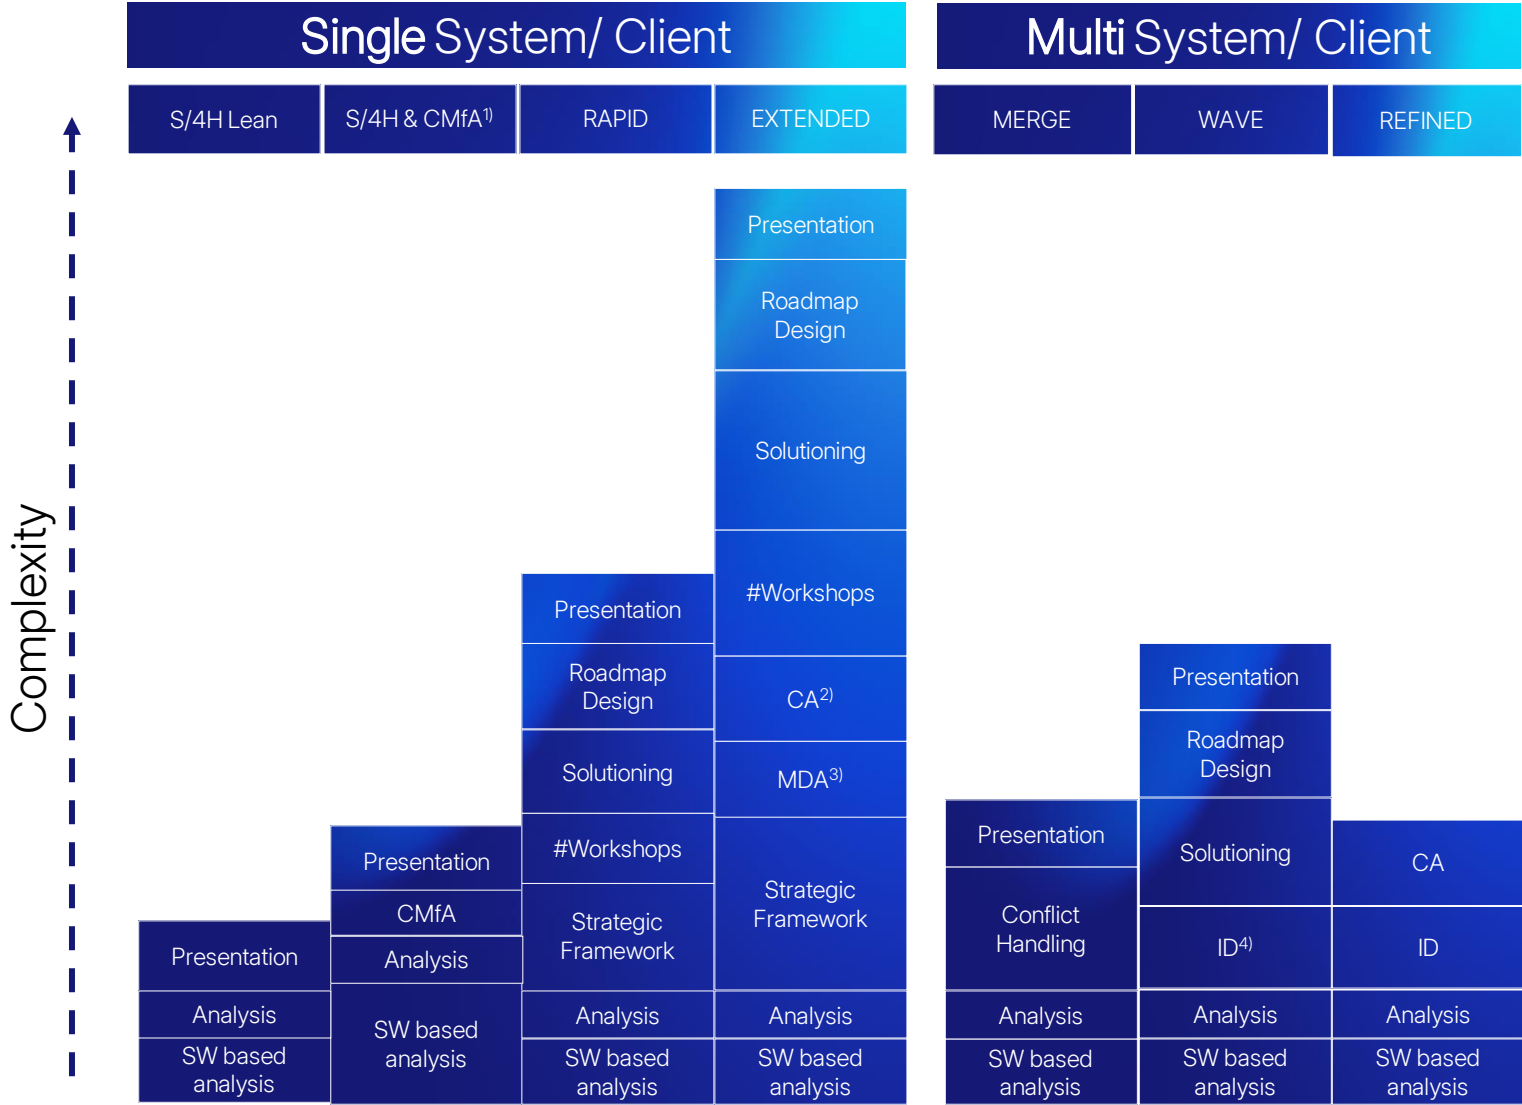 Single System/ Client
Multi System/ Client
S/4H Lean
S/4H & CMfA1)
RAPID
EXTENDED
MERGE
WAVE
REFINED
Complexity
Presentation
Analysis
SW based
analysis
Presentation
CMfA
Analysis
SW based
analysis
Presentation
Roadmap
Design
Solutioning
#Workshops
Strategic
Framework
Analysis
SW based
analysis
Presentation
Roadmap
Design
Solutioning
#Workshops
CA2)
MDA3)
Strategic
Framework
Analysis
SW based
analysis
Presentation
Conflict
Handling
Analysis
SW based
analysis
Presentation
Roadmap
Design
Solutioning
ID4)
Analysis
SW based
analysis
CA
ID
Analysis
SW based
analysis